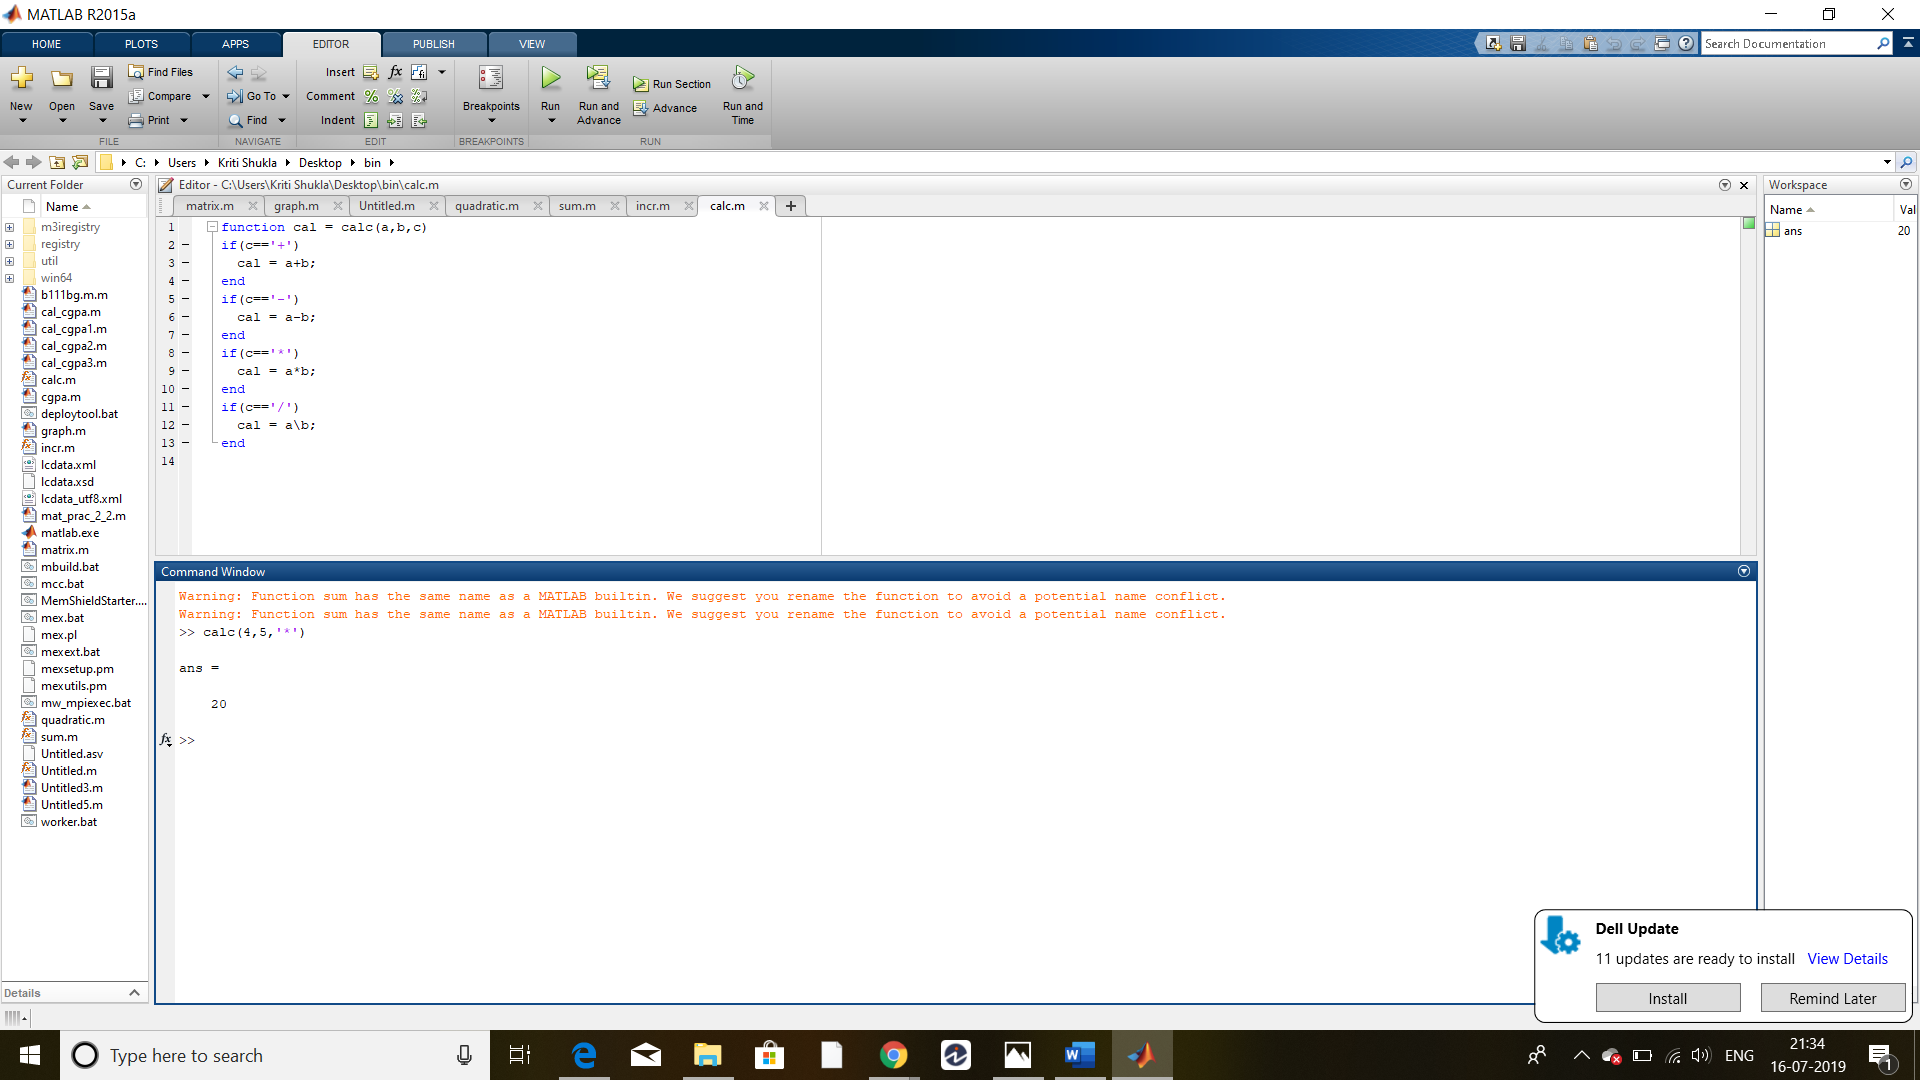 MATLAB R2015a
HOME PLOTS APPS EDITOR PUBLISH VIEW
Search Documentation
New Open Save Find Files Compare Print
Go To Find
Insert Comment Indent
Breakpoints
Run Run and Advance Run Section Advance Run and Time
FILE NAVIGATE EDIT BREAKPOINTS RUN
C: Users Kriti Shukla Desktop bin
Current Folder
Name
m3iregistry
registry
util
win64
b111bg.m.m
cal_cgpa.m
cal_cgpa1.m
cal_cgpa2.m
cal_cgpa3.m
calc.m
cgpa.m
deploytool.bat
graph.m
incr.m
lcdata.xml
lcdata.xsd
lcdata_utf8.xml
mat_prac_2_2.m
matlab.exe
matrix.m
mbuild.bat
mcc.bat
MemShieldStarter....
mex.bat
mex.pl
mexext.bat
mexsetup.pm
mexutils.pm
mw_mpiexec.bat
quadratic.m
sum.m
Untitled.asv
Untitled.m
Untitled3.m
Untitled5.m
worker.bat
Details
Editor - C:\Users\Kriti Shukla\Desktop\bin\calc.m
matrix.m graph.m Untitled.m quadratic.m sum.m incr.m calc.m
1 function cal = calc(a,b,c)
2 if(c=='+')
3 cal = a+b;
4 end
5 if(c=='-')
6 cal = a-b;
7 end
8 if(c=='*')
9 cal = a*b;
10 end
11 if(c=='/')
12 cal = a\b;
13 end
14
Command Window
Warning: Function sum has the same name as a MATLAB builtin. We suggest you rename the function to avoid a potential name conflict.
Warning: Function sum has the same name as a MATLAB builtin. We suggest you rename the function to avoid a potential name conflict.
>> calc(4,5,'*')
ans =
20
fx >>
Workspace
Name Val
ans 20
Dell Update
11 updates are ready to install View Details
Install Remind Later
Type here to search
ENG
21:34
16-07-2019
1